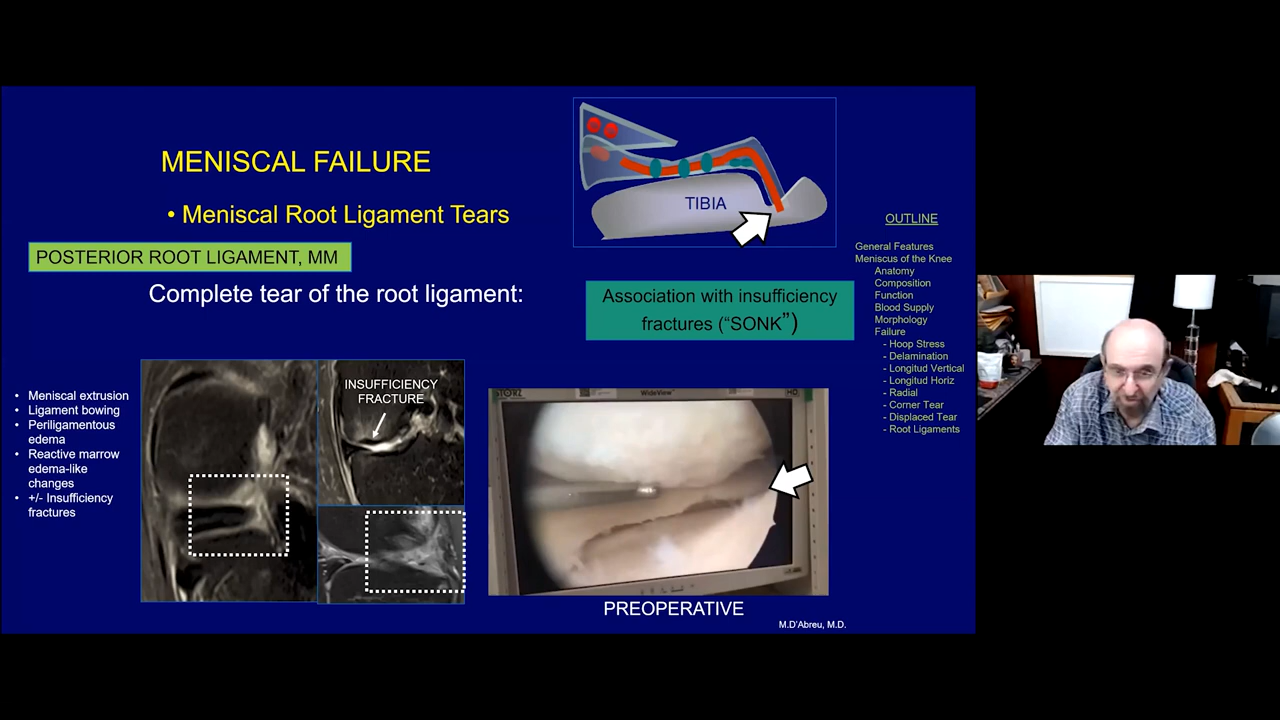 MENISCAL FAILURE
• Meniscal Root Ligament Tears
POSTERIOR ROOT LIGAMENT, MM
Complete tear of the root ligament:
TIBIA
Association with insufficiency
fractures (“SONK”)
• Meniscal extrusion
• Ligament bowing
• Periligamentous
edema
• Reactive marrow
edema-like
changes
• +/- Insufficiency
fractures
INSUFFICIENCY
FRACTURE
STORZ
WideView™
HD
PREOPERATIVE
M.D'Abreu, M.D.
OUTLINE
General Features
Meniscus of the Knee
Anatomy
Composition
Function
Blood Supply
Morphology
Failure
- Hoop Stress
- Delamination
- Longitud Vertical
- Longitud Horiz
- Radial
- Corner Tear
- Displaced Tear
- Root Ligaments